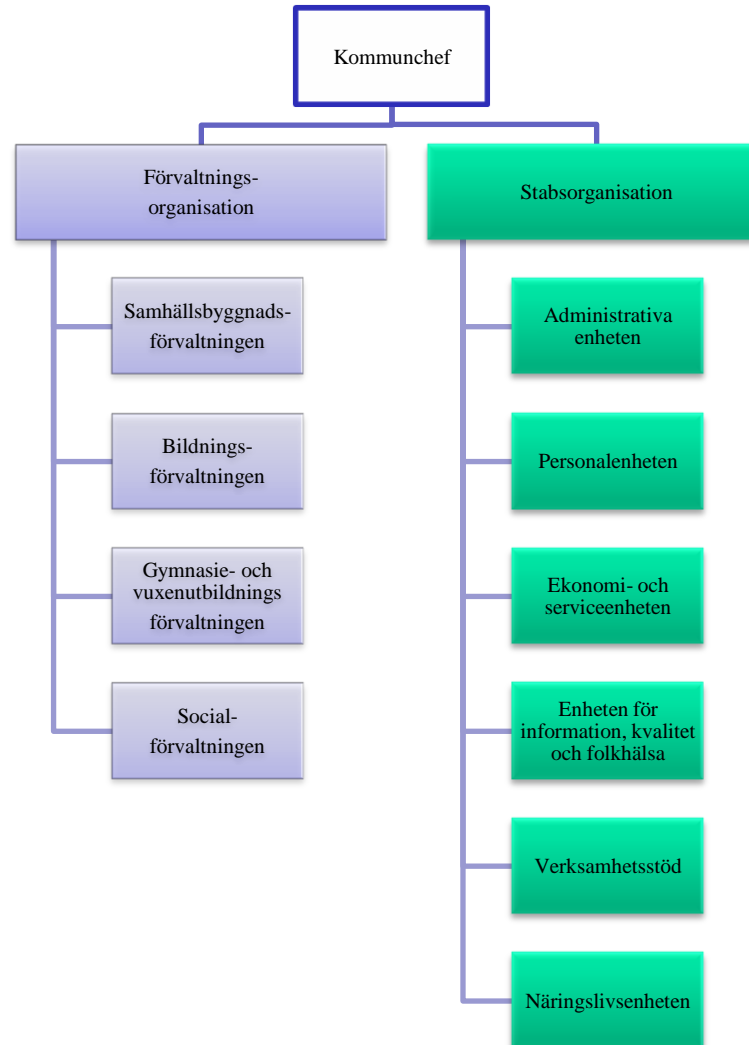 Kommunchef
Förvaltnings-
organisation
Samhällsbyggnads-
förvaltningen
Bildnings-
förvaltningen
Gymnasie- och
vuxenutbildnings
förvaltningen
Social-
förvaltningen
Stabsorganisation
Administrativa
enheten
Personalenheten
Ekonomi- och
serviceenheten
Enheten för
information, kvalitet
och folkhälsa
Verksamhetsstöd
Näringslivsenheten